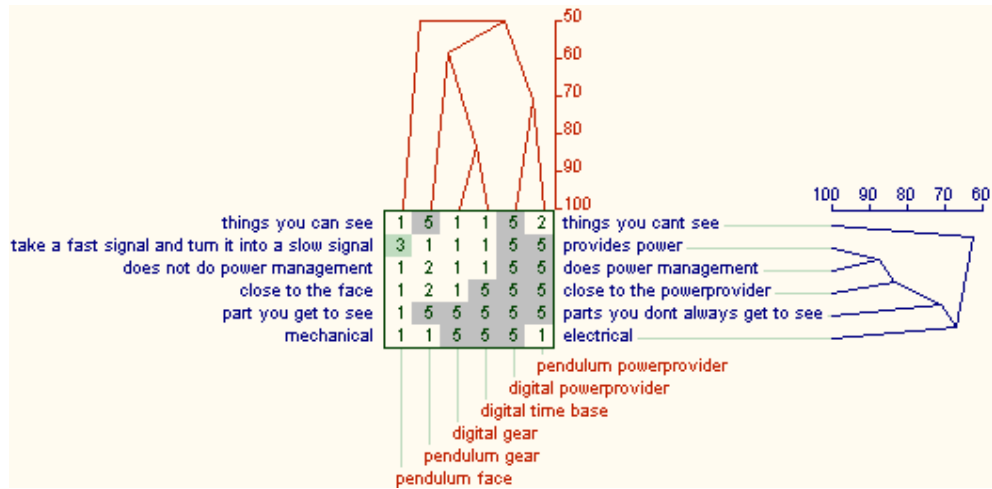 50
60
70
80
90
100
100 90 80 70 60
things you can see 1 5 1 1 5 2 things you cant see
take a fast signal and turn it into a slow signal 3 1 1 1 5 5 provides power
does not do power management 1 2 1 1 5 5 does power management
close to the face 1 2 1 5 5 5 close to the powerprovider
part you get to see 1 5 5 5 5 5 parts you dont always get to see
mechanical 1 1 5 5 5 1 electrical
pendulum powerprovider
digital powerprovider
digital time base
digital gear
pendulum gear
pendulum face